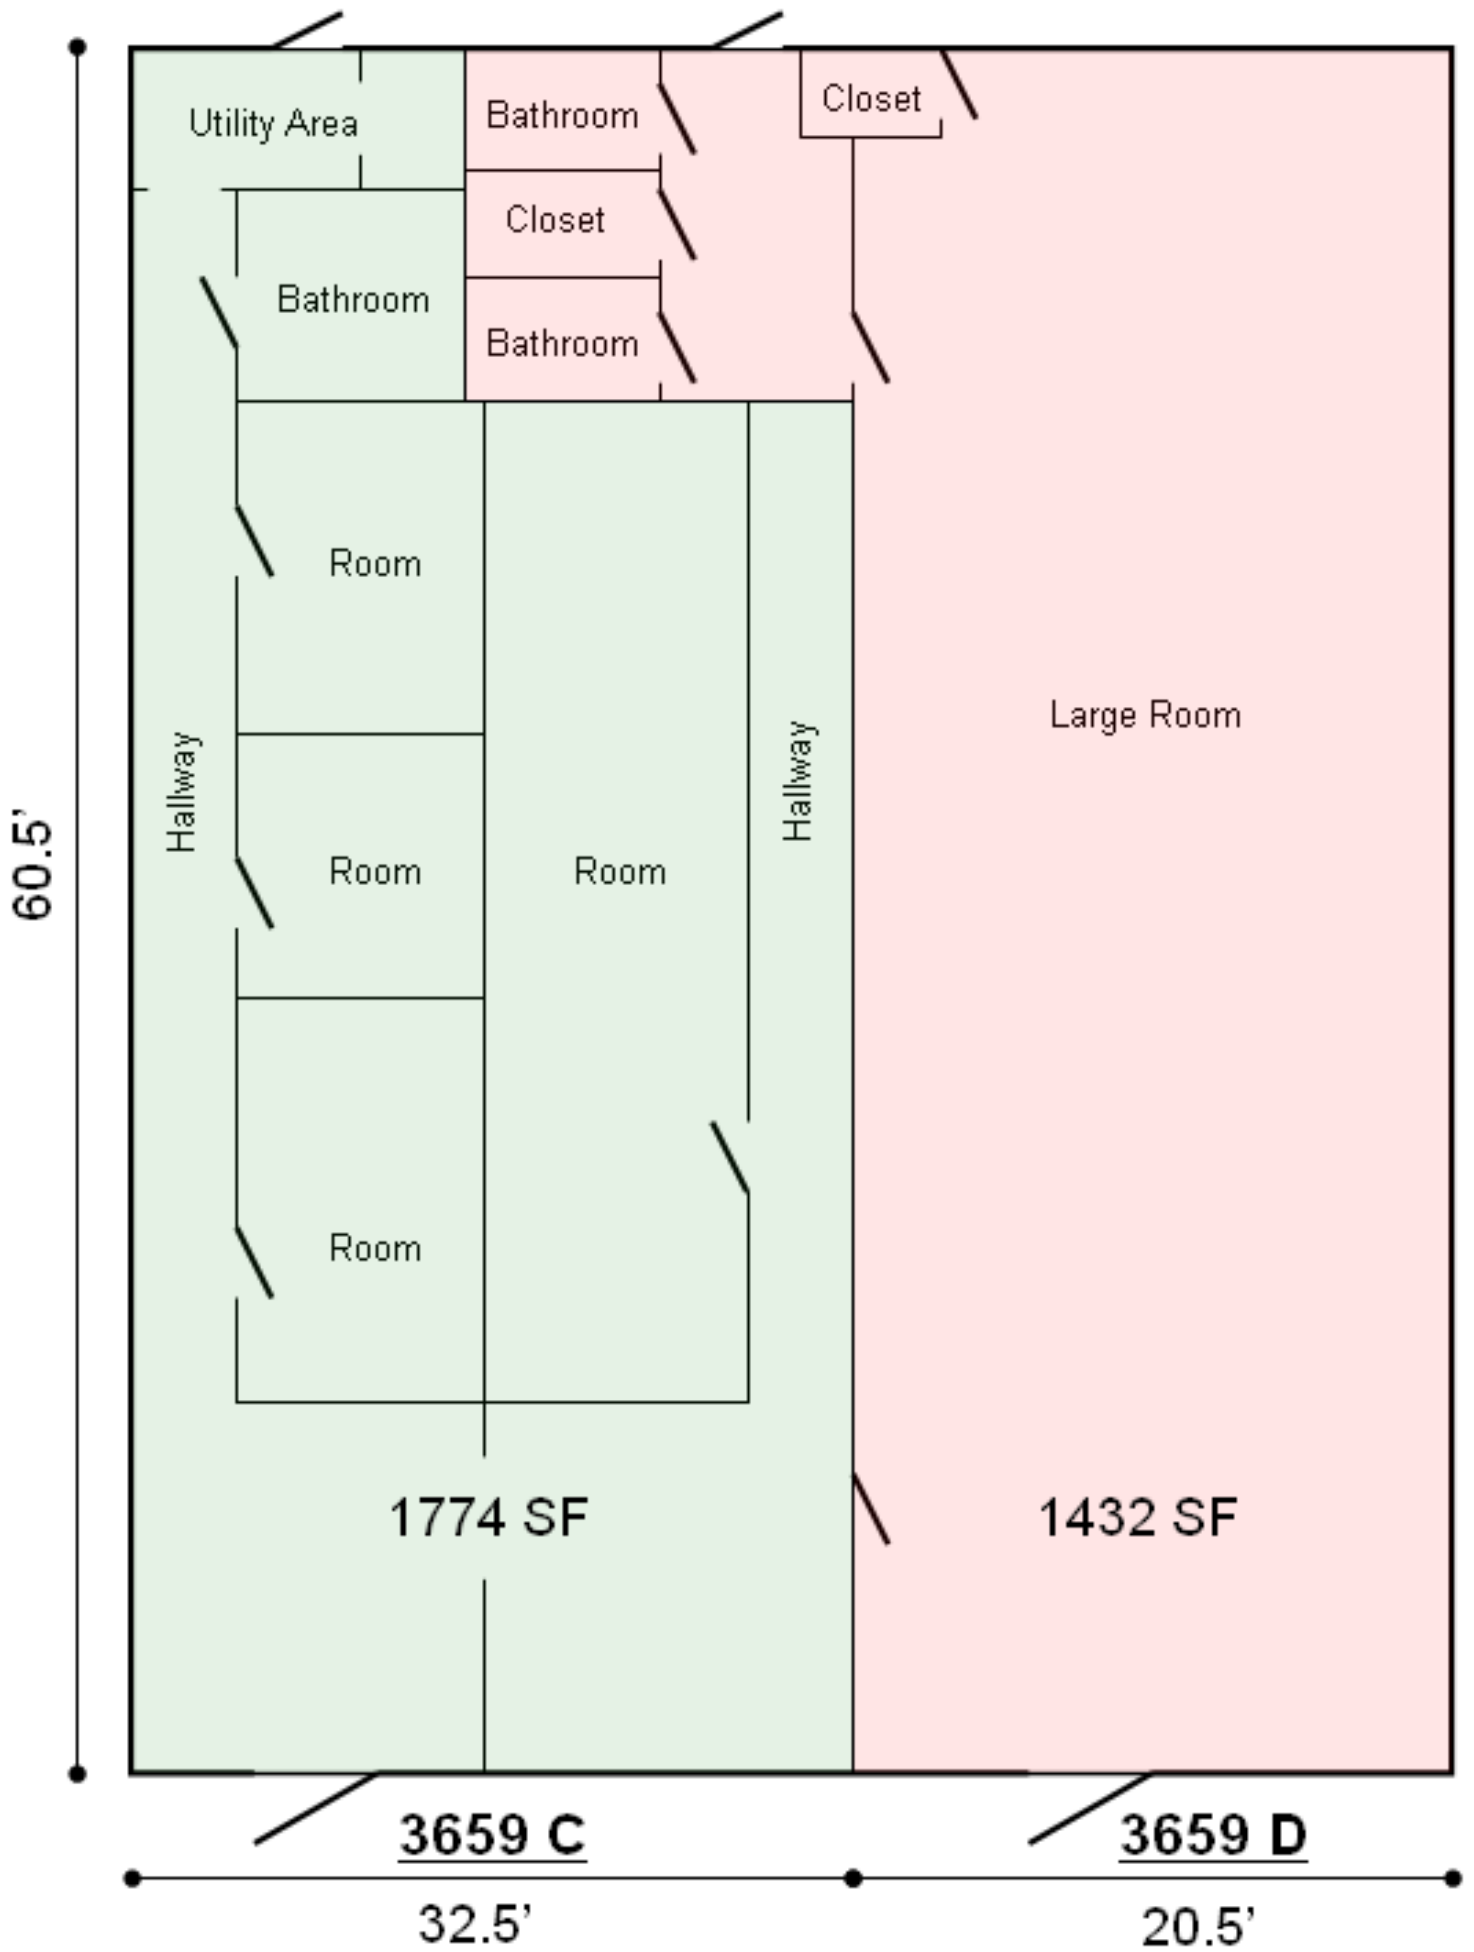 Utility Area
Bathroom
Closet
Closet
Bathroom
Bathroom
Room
Large Room
Hallway
Hallway
60.5’
Room
Room
Room
1774 SF
1432 SF
3659 C
3659 D
32.5’
20.5’